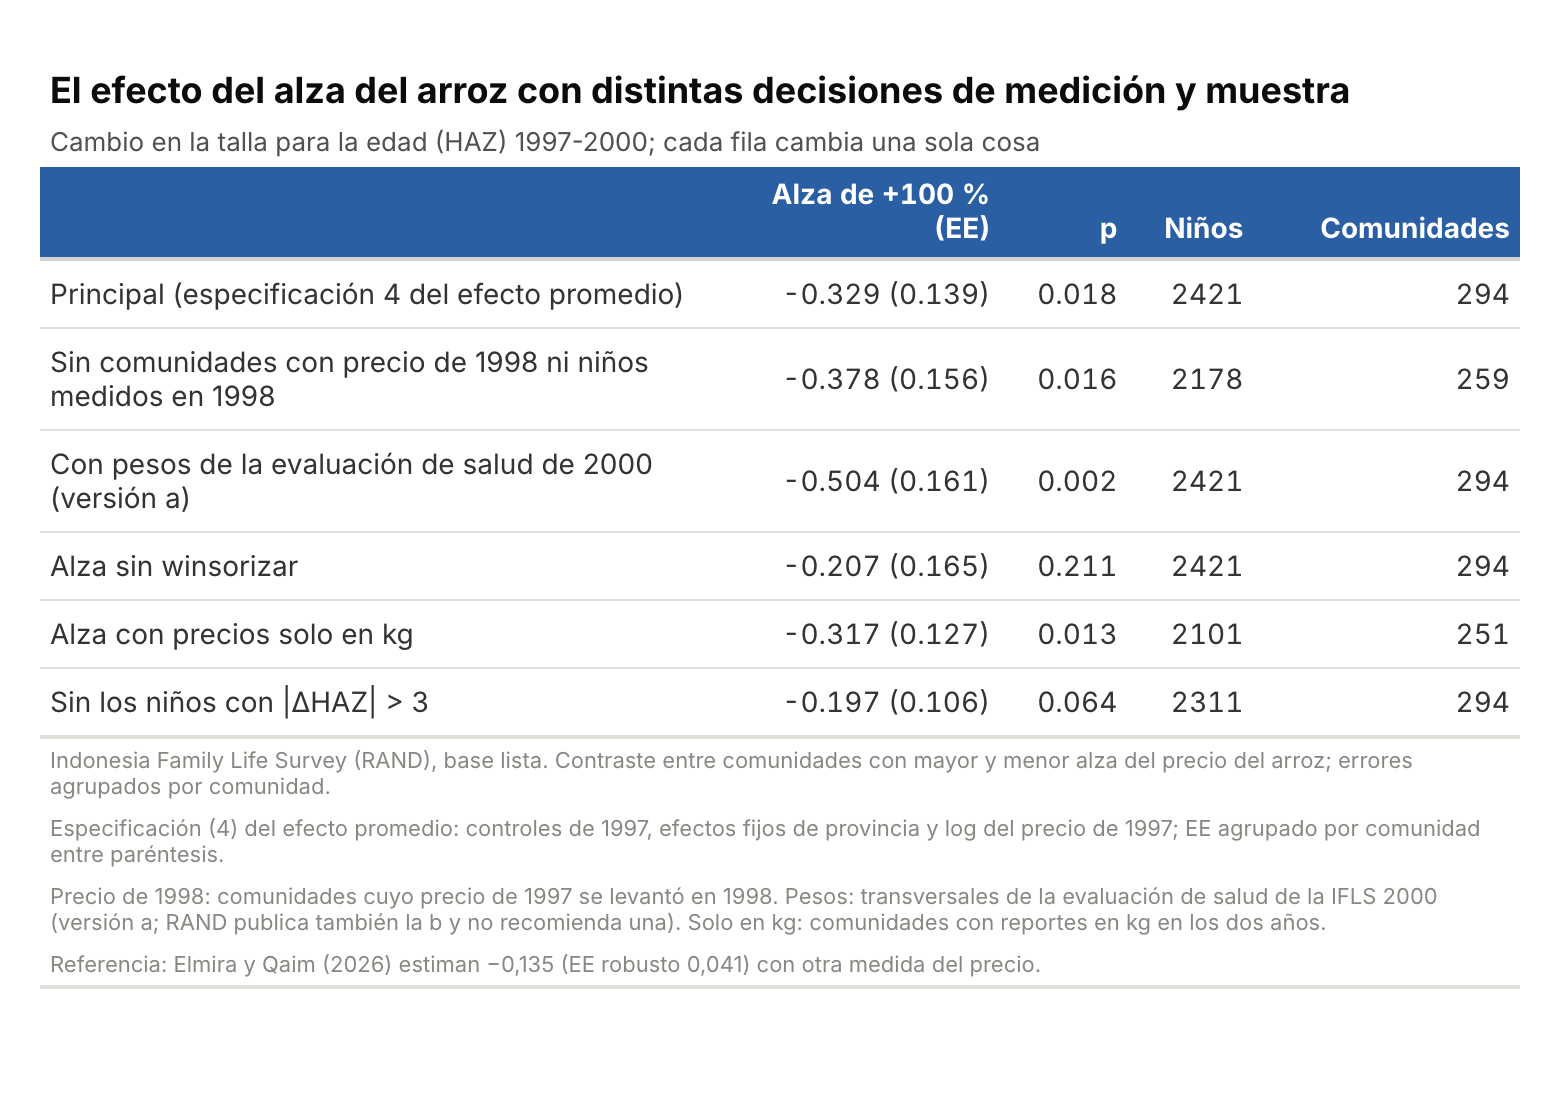 El efecto del alza del arroz con distintas decisiones de medición y muestra
Cambio en la talla para la edad (HAZ) 1997-2000; cada fila cambia una sola cosa
Alza de +100 %
(EE) p Niños Comunidades
Principal (especificación 4 del efecto promedio) -0.329 (0.139) 0.018 2421 294
Sin comunidades con precio de 1998 ni niños
medidos en 1998 -0.378 (0.156) 0.016 2178 259
Con pesos de la evaluación de salud de 2000
(versión a) -0.504 (0.161) 0.002 2421 294
Alza sin winsorizar -0.207 (0.165) 0.211 2421 294
Alza con precios solo en kg -0.317 (0.127) 0.013 2101 251
Sin los niños con |ΔHAZ| > 3 -0.197 (0.106) 0.064 2311 294
Indonesia Family Life Survey (RAND), base lista. Contraste entre comunidades con mayor y menor alza del precio del arroz; errores
agrupados por comunidad.
Especificación (4) del efecto promedio: controles de 1997, efectos fijos de provincia y log del precio de 1997; EE agrupado por comunidad
entre paréntesis.
Precio de 1998: comunidades cuyo precio de 1997 se levantó en 1998. Pesos: transversales de la evaluación de salud de la IFLS 2000
(versión a; RAND publica también la b y no recomienda una). Solo en kg: comunidades con reportes en kg en los dos años.
Referencia: Elmira y Qaim (2026) estiman −0,135 (EE robusto 0,041) con otra medida del precio.